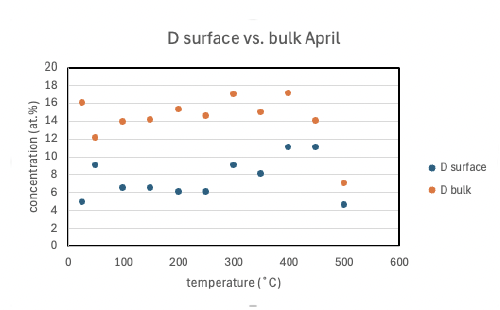 D surface vs. bulk April
concentration (at.%)
20
18
16
14
12
10
8
6
4
2
0
0 100 200 300 400 500 600
temperature (˚C)
D surface
D bulk